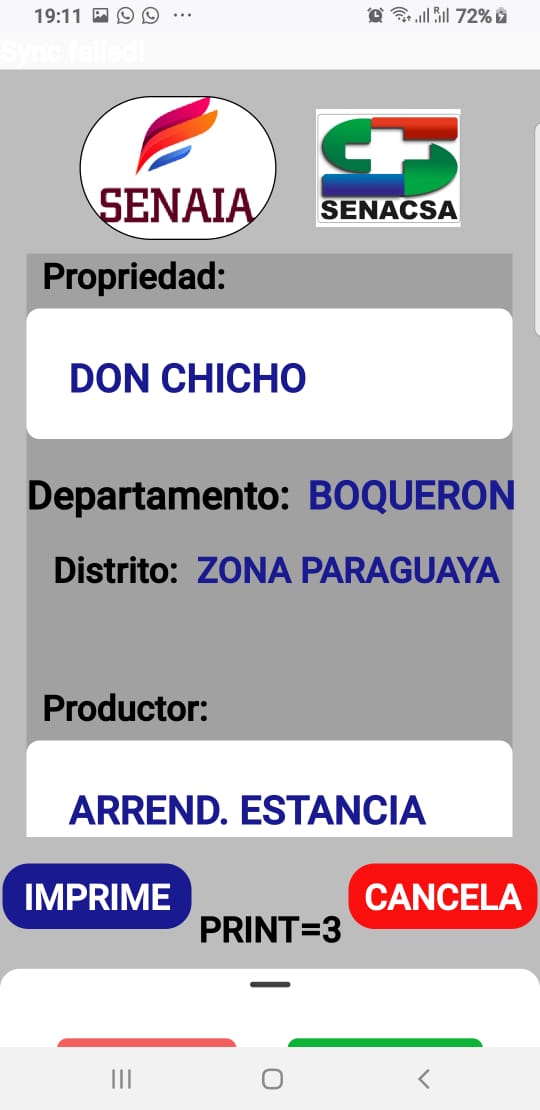 19:11 ... 72%
Sync failed!
SENAIA
SENACSA
Propriedad:
DON CHICHO
Departamento: BOQUERON
Distrito: ZONA PARAGUAYA
Productor:
ARREND. ESTANCIA
IMPRIME
CANCELA
PRINT=3